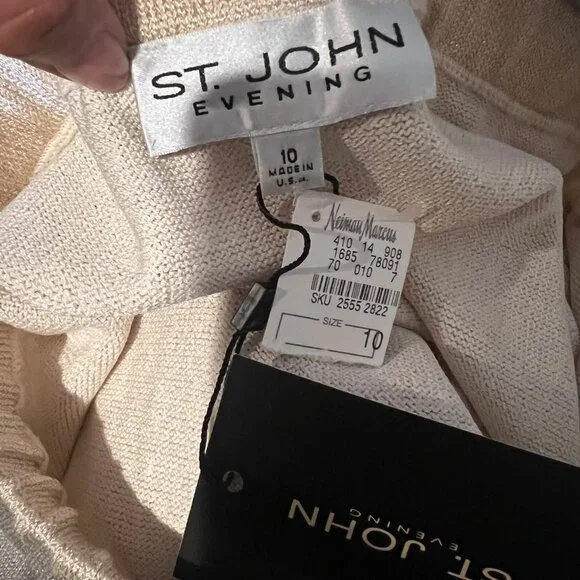 ST. JOHN
EVENING
10
MADE IN
U.S.A.
Neiman Marcus
410 14 908
1685 78091
70 010 7
SKU 2555 2822
SIZE
10
ST. JOHN
EVENING